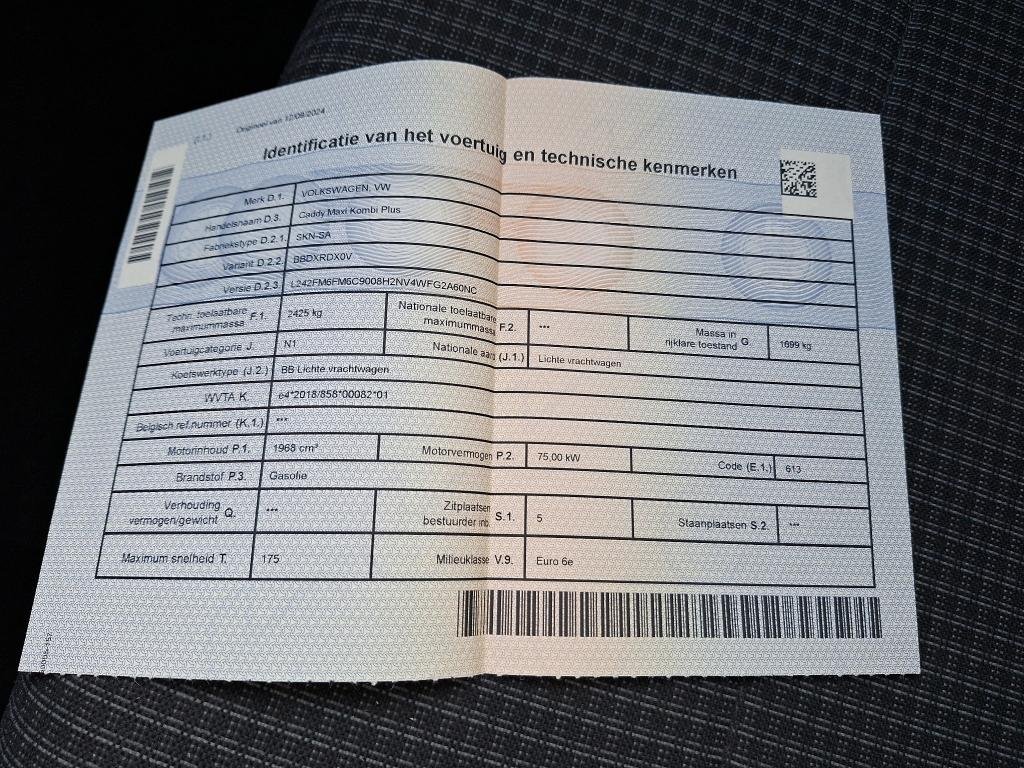 Origineel van 12/08/2024
Identificatie van het voertuig en technische kenmerken
Merk D.1. VOLKSWAGEN, VW
Handelsnaam D.3. Caddy Maxi Kombi Plus
Fabriekstype D.2.1. SKN-SA
Variant D.2.2. BBDXRDX0V
Versie D.2.3. L242FM6FM6C9008H2NV4WFG2A60NC
Techn. toelaatbare maximummassa F.1. 2425 kg Nationale toelaatbare maximummassa F.2. *** Massa in rijklare toestand G. 1699 kg
Voertuigcategorie J. N1 Nationale aard (J.1.) Lichte vrachtwagen
Koetswerktype (J.2.) BB Lichte vrachtwagen
WVTA K. e4*2018/858*00082*01
Belgisch ref.nummer (K.1.) ***
Motorinhoud P.1. 1968 cm³ Motorvermogen P.2. 75,00 kW Code (E.1.) 613
Brandstof P.3. Gasolie
Verhouding vermogen/gewicht Q. *** Zitplaatsen bestuurder inb. S.1. 5 Staanplaatsen S.2. ***
Maximum snelheid T. 175 Milieuklasse V.9. Euro 6e